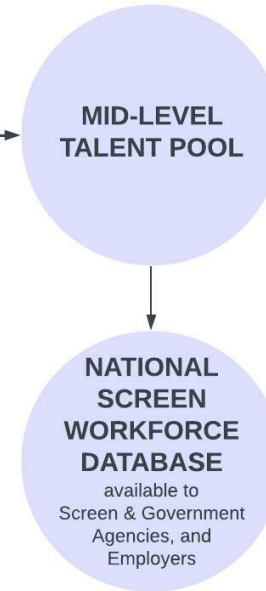 MID-LEVEL
TALENT POOL
NATIONAL
SCREEN
WORKFORCE
DATABASE
available to
Screen & Government
Agencies, and
Employers